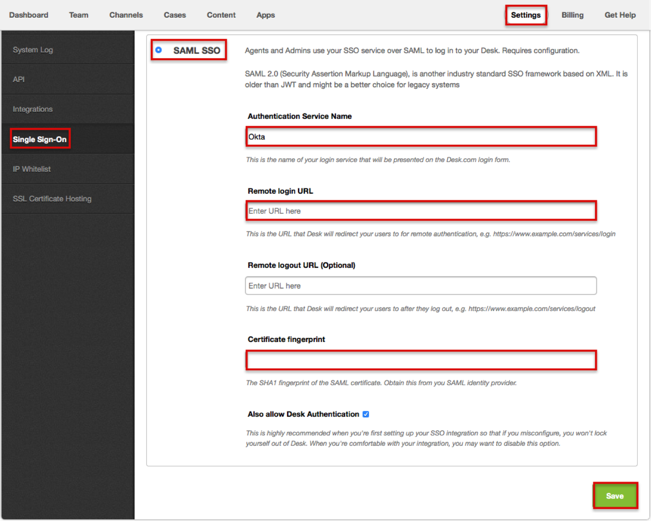 Dashboard Team Channels Cases Content Apps Settings Billing Get Help
System Log
API
Integrations
Single Sign-On
IP Whitelist
SSL Certificate Hosting
SAML SSO
Agents and Admins use your SSO service over SAML to log in to your Desk. Requires configuration.
SAML 2.0 (Security Assertion Markup Language), is another industry standard SSO framework based on XML. It is
older than JWT and might be a better choice for legacy systems
Authentication Service Name
Okta
This is the name of your login service that will be presented on the Desk.com login form.
Remote login URL
Enter URL here
This is the URL that Desk will redirect your users to for remote authentication, e.g. https://www.example.com/services/login
Remote logout URL (Optional)
Enter URL here
This is the URL that Desk will redirect your users to after they log out, e.g. https://www.example.com/services/logout
Certificate fingerprint
The SHA1 fingerprint of the SAML certificate. Obtain this from you SAML identity provider.
Also allow Desk Authentication
This is highly recommended when you're first setting up your SSO integration so that if you misconfigure, you won't lock
yourself out of Desk. When you're comfortable with your integration, you may want to disable this option.
Save